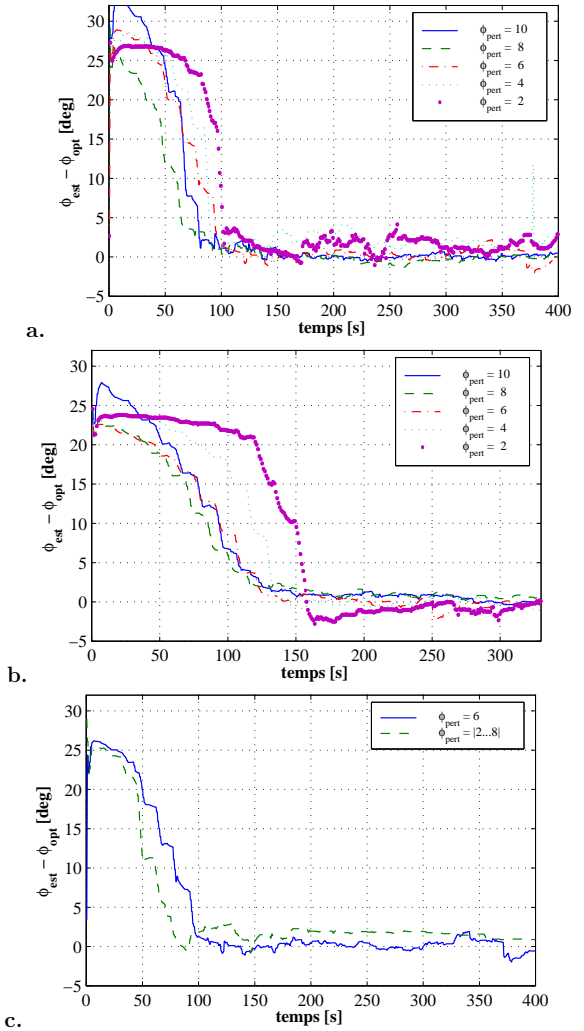 30
25
20
15
10
5
0
−5
0
50
100
150
200
250
300
350
400
temps [s]
ϕest − ϕopt [deg]
ϕpert = 10
ϕpert = 8
ϕpert = 6
ϕpert = 4
ϕpert = 2
a.
30
25
20
15
10
5
0
−5
0
50
100
150
200
250
300
temps [s]
ϕest − ϕopt [deg]
ϕpert = 10
ϕpert = 8
ϕpert = 6
ϕpert = 4
ϕpert = 2
b.
30
25
20
15
10
5
0
−5
0
50
100
150
200
250
300
350
400
temps [s]
ϕest − ϕopt [deg]
ϕpert = 6
ϕpert = |2...8|
c.